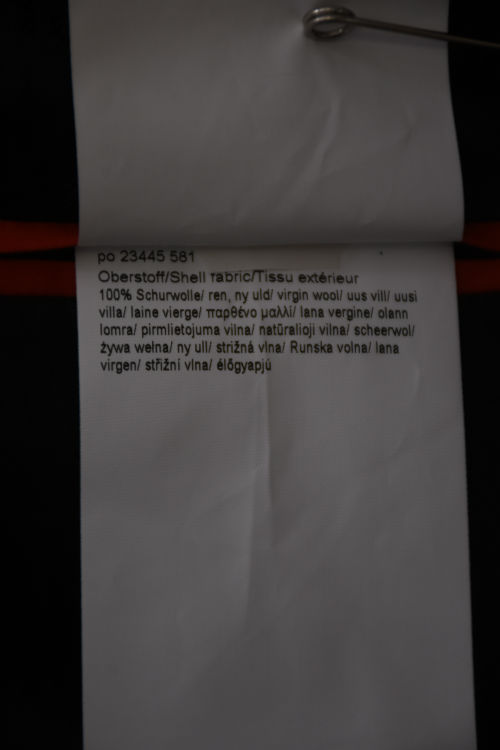 po 23445 581
Oberstoff/Shell fabric/Tissu extérieur
100% Schurwolle/ ren, ny uld/ virgin wool/ uus vill/ uusi
villa/ laine vierge/ παρθένο μαλλί/ lana vergine/ olann
lomra/ pirmlietojuma vilna/ natūralioji vilna/ scheerwol/
żywa wełna/ ny ull/ strižná vlna/ Runska volna/ lana
virgen/ střižní vlna/ élőgyapjú